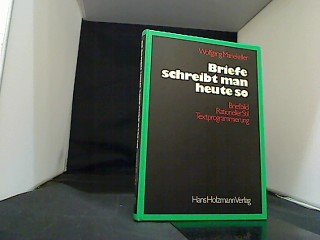 Wolfgang Manekeller
Briefe
schreibt man
heute so
Briefbild
Rationeller Stil
Textprogrammierung
Hans Holzmann Verlag